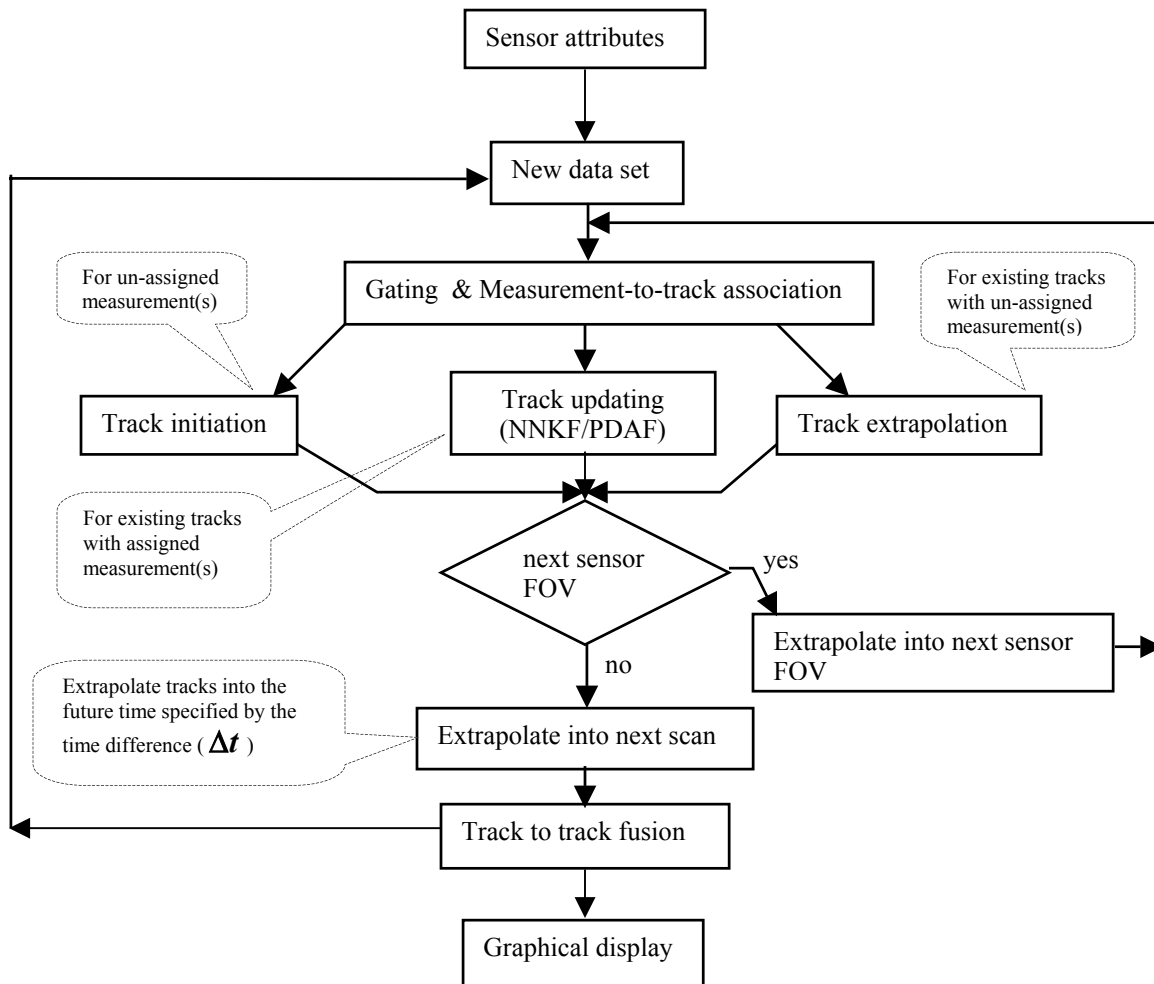 Sensor attributes
New data set
For un-assigned
measurement(s)
Gating & Measurement-to-track association
For existing tracks
with un-assigned
measurement(s)
Track initiation
Track updating
(NNKF/PDAF)
Track extrapolation
For existing tracks
with assigned
measurement(s)
next sensor
FOV
yes
Extrapolate into next sensor
FOV
no
Extrapolate tracks into the
future time specified by the
time difference ( Δt )
Extrapolate into next scan
Track to track fusion
Graphical display